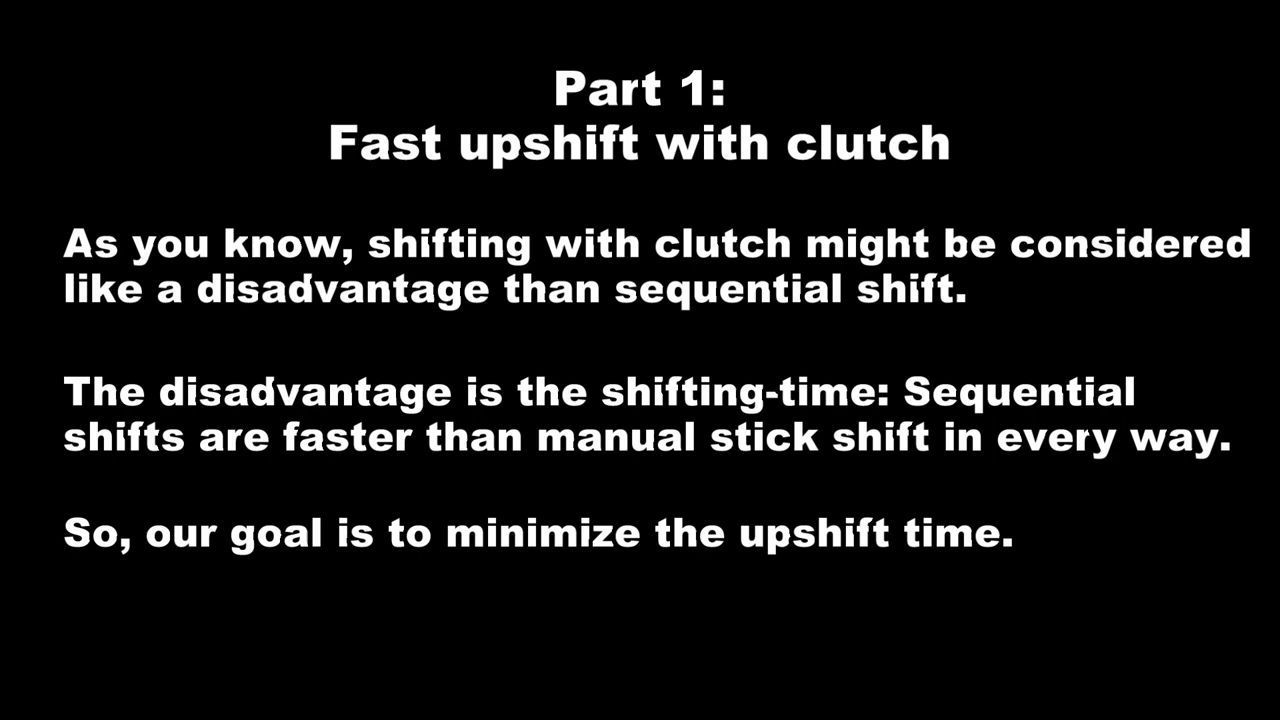 Part 1:
Fast upshift with clutch
As you know, shifting with clutch might be considered
like a disadvantage than sequential shift.
The disadvantage is the shifting-time: Sequential
shifts are faster than manual stick shift in every way.
So, our goal is to minimize the upshift time.